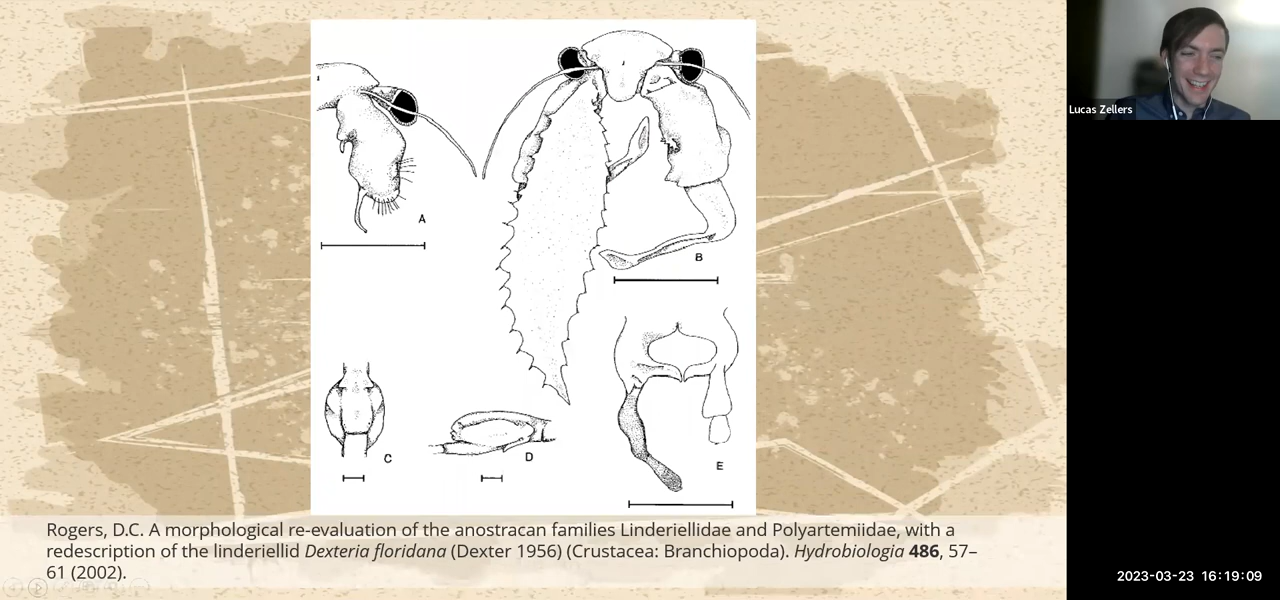 A
B
C
D
E
Rogers, D.C. A morphological re-evaluation of the anostracan families Linderiellidae and Polyartemiidae, with a
redescription of the linderiellid Dexteria floridana (Dexter 1956) (Crustacea: Branchiopoda). Hydrobiologia 486, 57–
61 (2002).
Lucas Zellers
2023-03-23 16:19:09